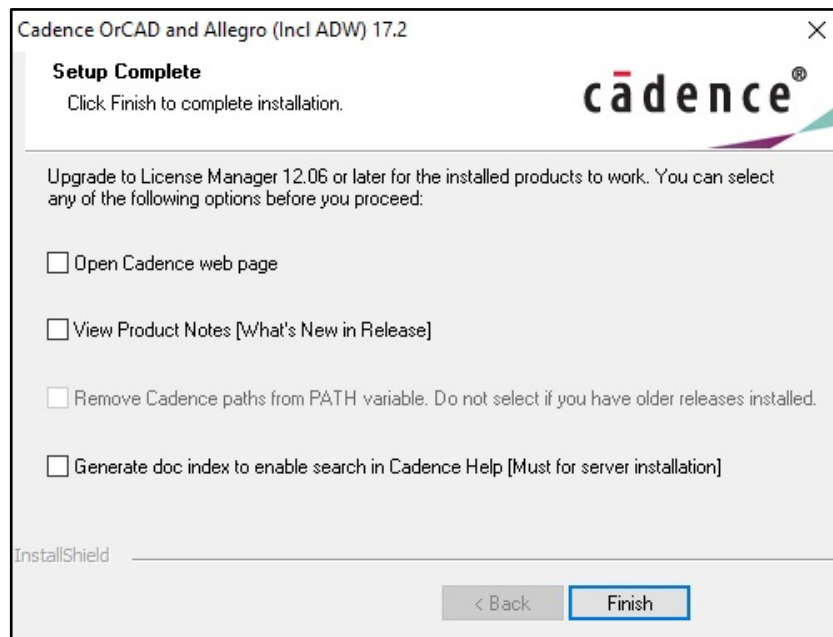 Cadence OrCAD and Allegro (Incl ADW) 17.2
Setup Complete
Click Finish to complete installation.
cādence®
Upgrade to License Manager 12.06 or later for the installed products to work. You can select
any of the following options before you proceed:
Open Cadence web page
View Product Notes [What's New in Release]
Remove Cadence paths from PATH variable. Do not select if you have older releases installed.
Generate doc index to enable search in Cadence Help [Must for server installation]
InstallShield
< Back
Finish